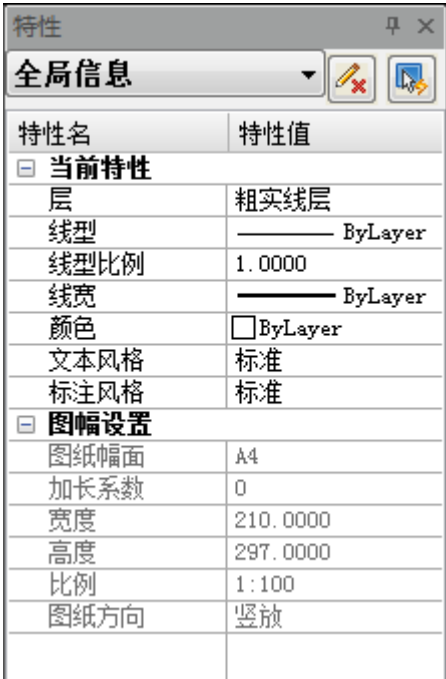 特性
全局信息
特性名 特性值
当前特性
层 粗实线层
线型 ByLayer
线型比例 1.0000
线宽 ByLayer
颜色 ByLayer
文本风格 标准
标注风格 标准
图幅设置
图纸幅面 A4
加长系数 0
宽度 210.0000
高度 297.0000
比例 1:100
图纸方向 竖放